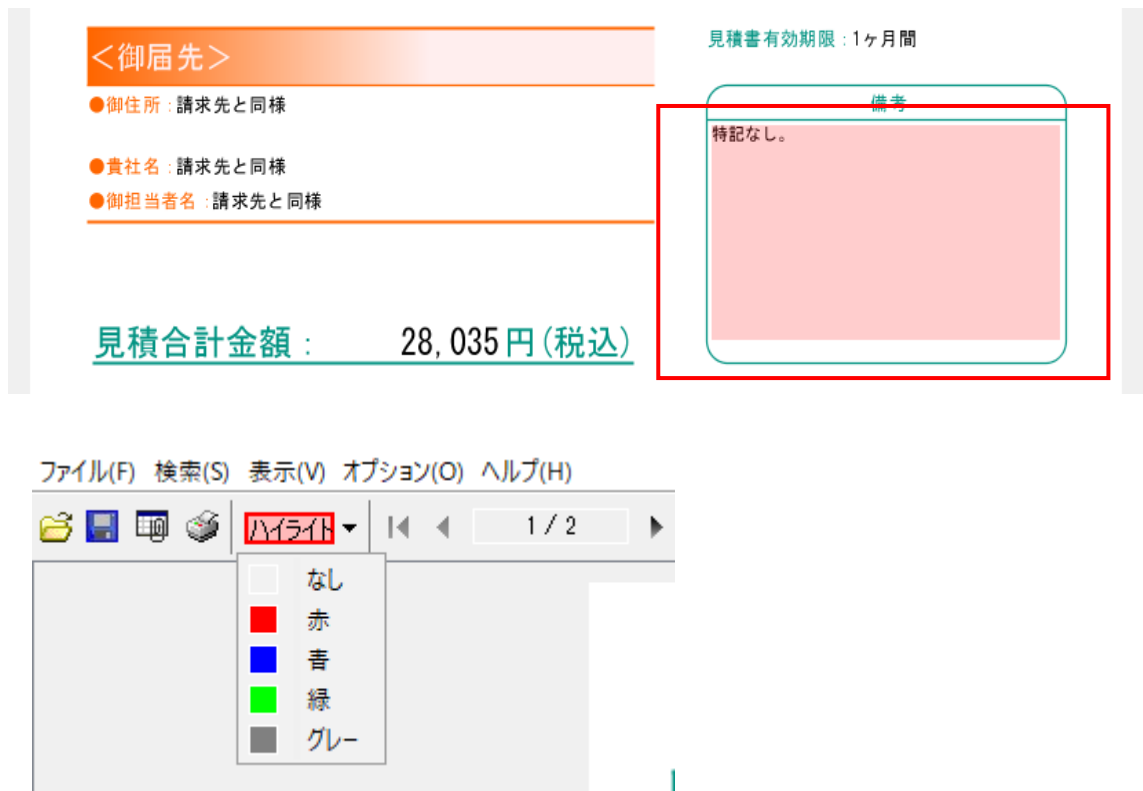 ＜御届先＞
●御住所：請求先と同様
●貴社名：請求先と同様
●御担当者名：請求先と同様
見積合計金額： 28,035円(税込)
見積書有効期限：1ヶ月間
備考
特記なし。
ファイル(F) 検索(S) 表示(V) オプション(O) ヘルプ(H)
ハイライト 1 / 2
なし
赤
青
緑
グレー